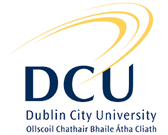 DCU
Dublin City University
Ollscoil Chathair Bhaile Átha Cliath